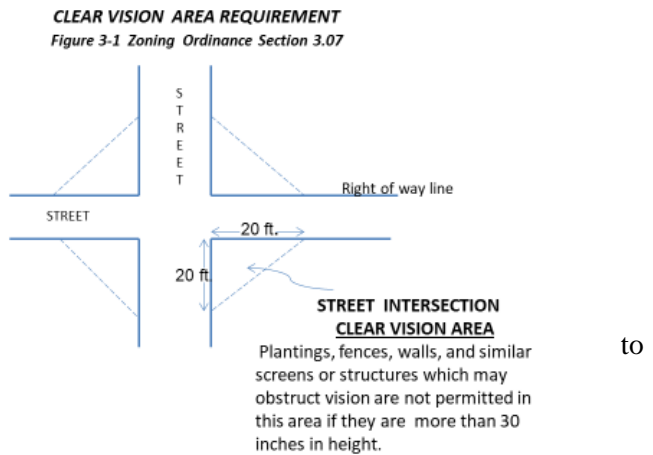 CLEAR VISION AREA REQUIREMENT
Figure 3-1 Zoning Ordinance Section 3.07
STREET
Right of way line
STREET
20 ft.
20 ft.
STREET INTERSECTION
CLEAR VISION AREA
to
Plantings, fences, walls, and similar
screens or structures which may
obstruct vision are not permitted in
this area if they are more than 30
inches in height.